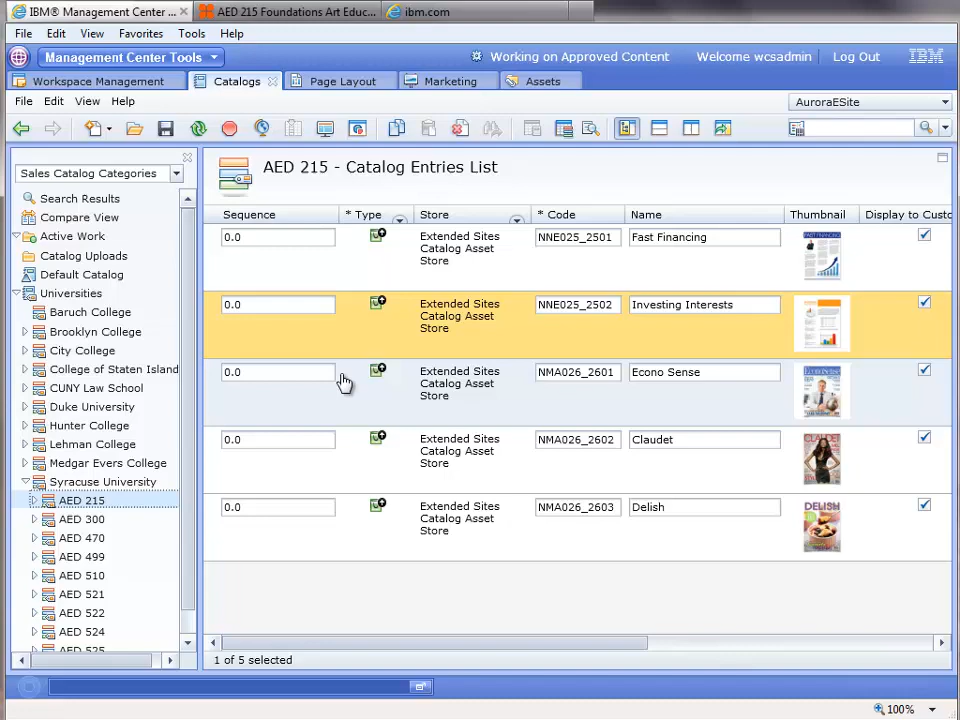 IBM® Management Center ...
AED 215 Foundations Art Educ...
ibm.com
File Edit View Favorites Tools Help
Management Center Tools
Working on Approved Content
Welcome wcsadmin
Log Out
IBM
Workspace Management
Catalogs
Page Layout
Marketing
Assets
File Edit View Help
AuroraESite
Sales Catalog Categories
Search Results
Compare View
Active Work
Catalog Uploads
Default Catalog
Universities
Baruch College
Brooklyn College
City College
College of Staten Island
CUNY Law School
Duke University
Hunter College
Lehman College
Medgar Evers College
Syracuse University
AED 215
AED 300
AED 470
AED 499
AED 510
AED 521
AED 522
AED 524
AED 525
AED 215 - Catalog Entries List
Sequence * Type Store * Code Name Thumbnail Display to Custo
0.0 Extended Sites Catalog Asset Store NNE025_2501 Fast Financing
0.0 Extended Sites Catalog Asset Store NNE025_2502 Investing Interests
0.0 Extended Sites Catalog Asset Store NMA026_2601 Econo Sense
0.0 Extended Sites Catalog Asset Store NMA026_2602 Claudet
0.0 Extended Sites Catalog Asset Store NMA026_2603 Delish
FAST FINANCING
CLAUDET
DELISH
1 of 5 selected
100%